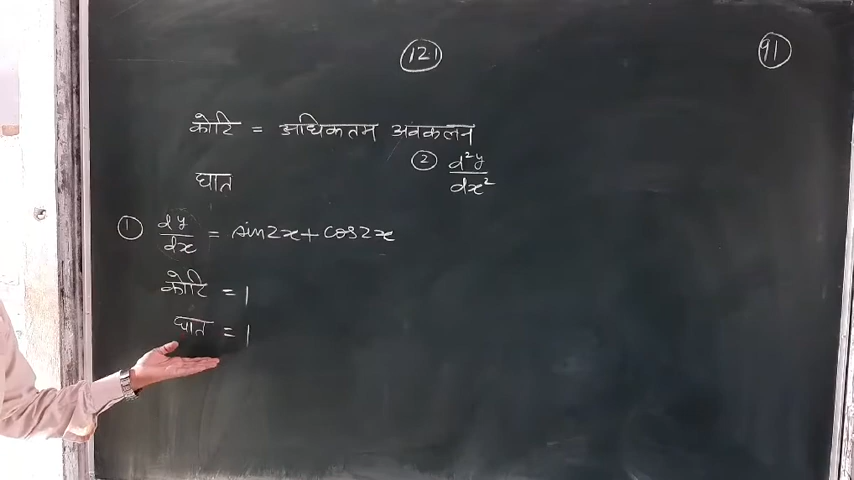 121
91
कोटि = अधिकतम अवकलन
घात
② d²y/dx²
① dy/dx = sin2x + cos2x
कोटि = 1
घात = 1